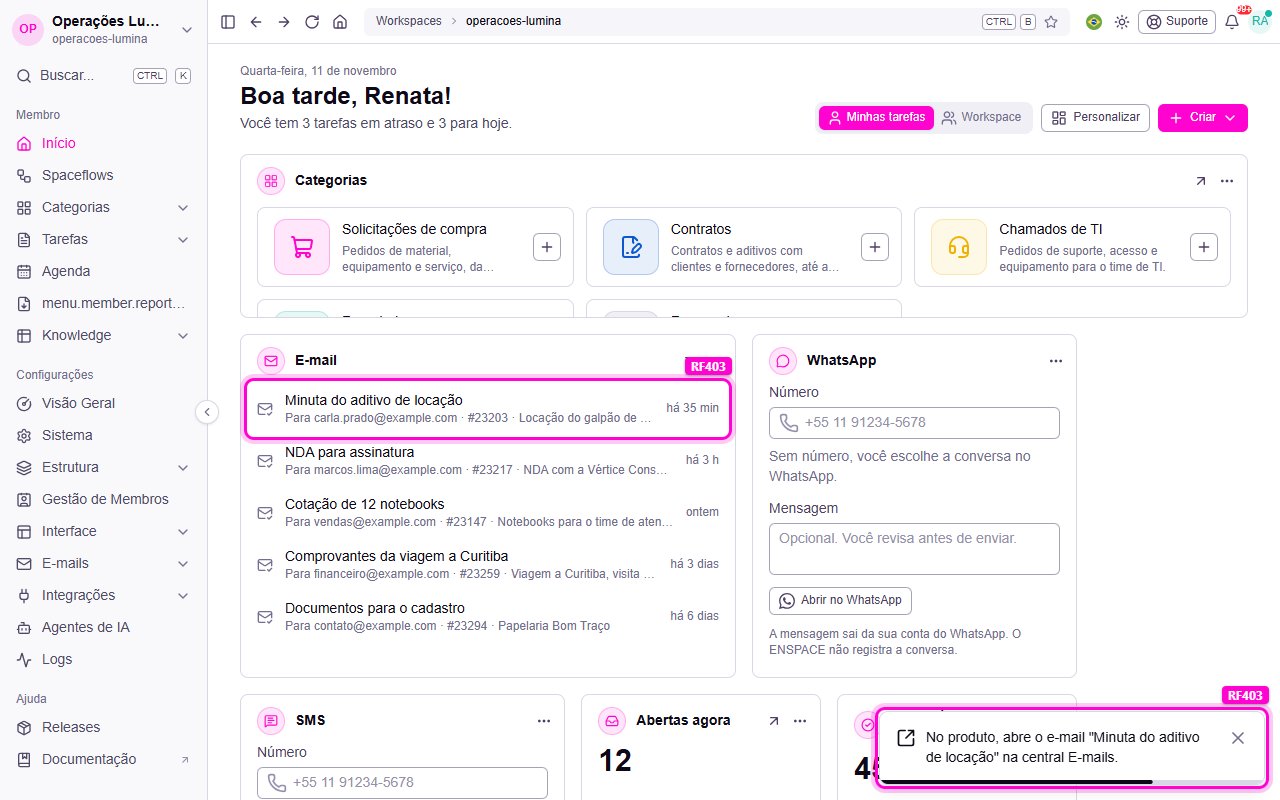 OP
Operações Lu...
operacoes-lumina
Workspaces
operacoes-lumina
CTRL B
Suporte
99+
RA
Buscar...
CTRL K
Membro
Início
Spaceflows
Categorias
Tarefas
Agenda
menu.member.report...
Knowledge
Configurações
Visão Geral
Sistema
Estrutura
Gestão de Membros
Interface
E-mails
Integrações
Agentes de IA
Logs
Ajuda
Releases
Documentação
Quarta-feira, 11 de novembro
Boa tarde, Renata!
Você tem 3 tarefas em atraso e 3 para hoje.
Minhas tarefas
Workspace
Personalizar
Criar
Categorias
Solicitações de compra
Pedidos de material,
equipamento e serviço, da...
Contratos
Contratos e aditivos com
clientes e fornecedores, até a...
Chamados de TI
Pedidos de suporte, acesso e
equipamento para o time de TI.
E-mail
RF403
Minuta do aditivo de locação
Para carla.prado@example.com · #23203 · Locação do galpão de ...
há 35 min
NDA para assinatura
Para marcos.lima@example.com · #23217 · NDA com a Vértice Cons...
há 3 h
Cotação de 12 notebooks
Para vendas@example.com · #23147 · Notebooks para o time de aten...
ontem
Comprovantes da viagem a Curitiba
Para financeiro@example.com · #23259 · Viagem a Curitiba, visita ...
há 3 dias
Documentos para o cadastro
Para contato@example.com · #23294 · Papelaria Bom Traço
há 6 dias
WhatsApp
Número
+55 11 91234-5678
Sem número, você escolhe a conversa no
WhatsApp.
Mensagem
Opcional. Você revisa antes de enviar.
Abrir no WhatsApp
A mensagem sai da sua conta do WhatsApp. O
ENSPACE não registra a conversa.
SMS
Número
+55 11 91234-5678
Abertas agora
12
RF403
No produto, abre o e-mail "Minuta do aditivo
de locação" na central E-mails.